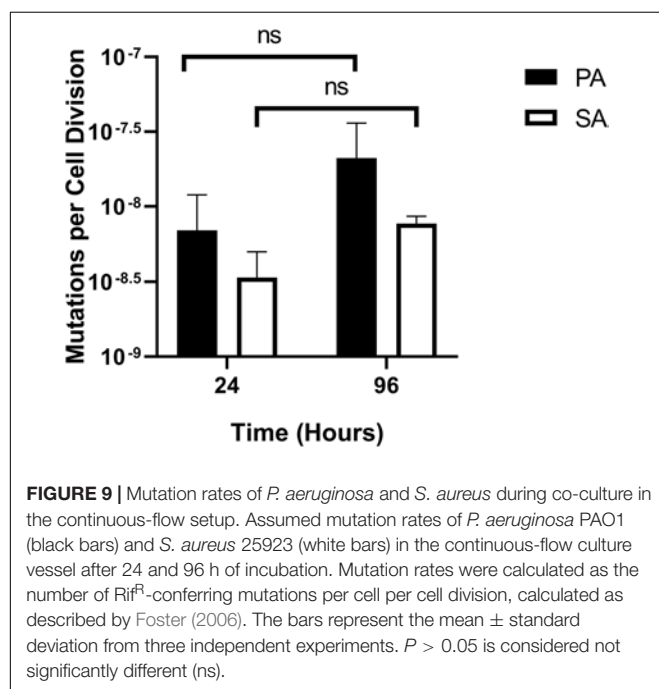 ns
10-7
PA
ns
SA
10-7.5
10-8
10-8.5
10-9
Mutations per Cell Division
24
96
Time (Hours)
FIGURE 9 | Mutation rates of P. aeruginosa and S. aureus during co-culture in
the continuous-flow setup. Assumed mutation rates of P. aeruginosa PAO1
(black bars) and S. aureus 25923 (white bars) in the continuous-flow culture
vessel after 24 and 96 h of incubation. Mutation rates were calculated as the
number of RifR-conferring mutations per cell per cell division, calculated as
described by Foster (2006). The bars represent the mean ± standard
deviation from three independent experiments. P > 0.05 is considered not
significantly different (ns).